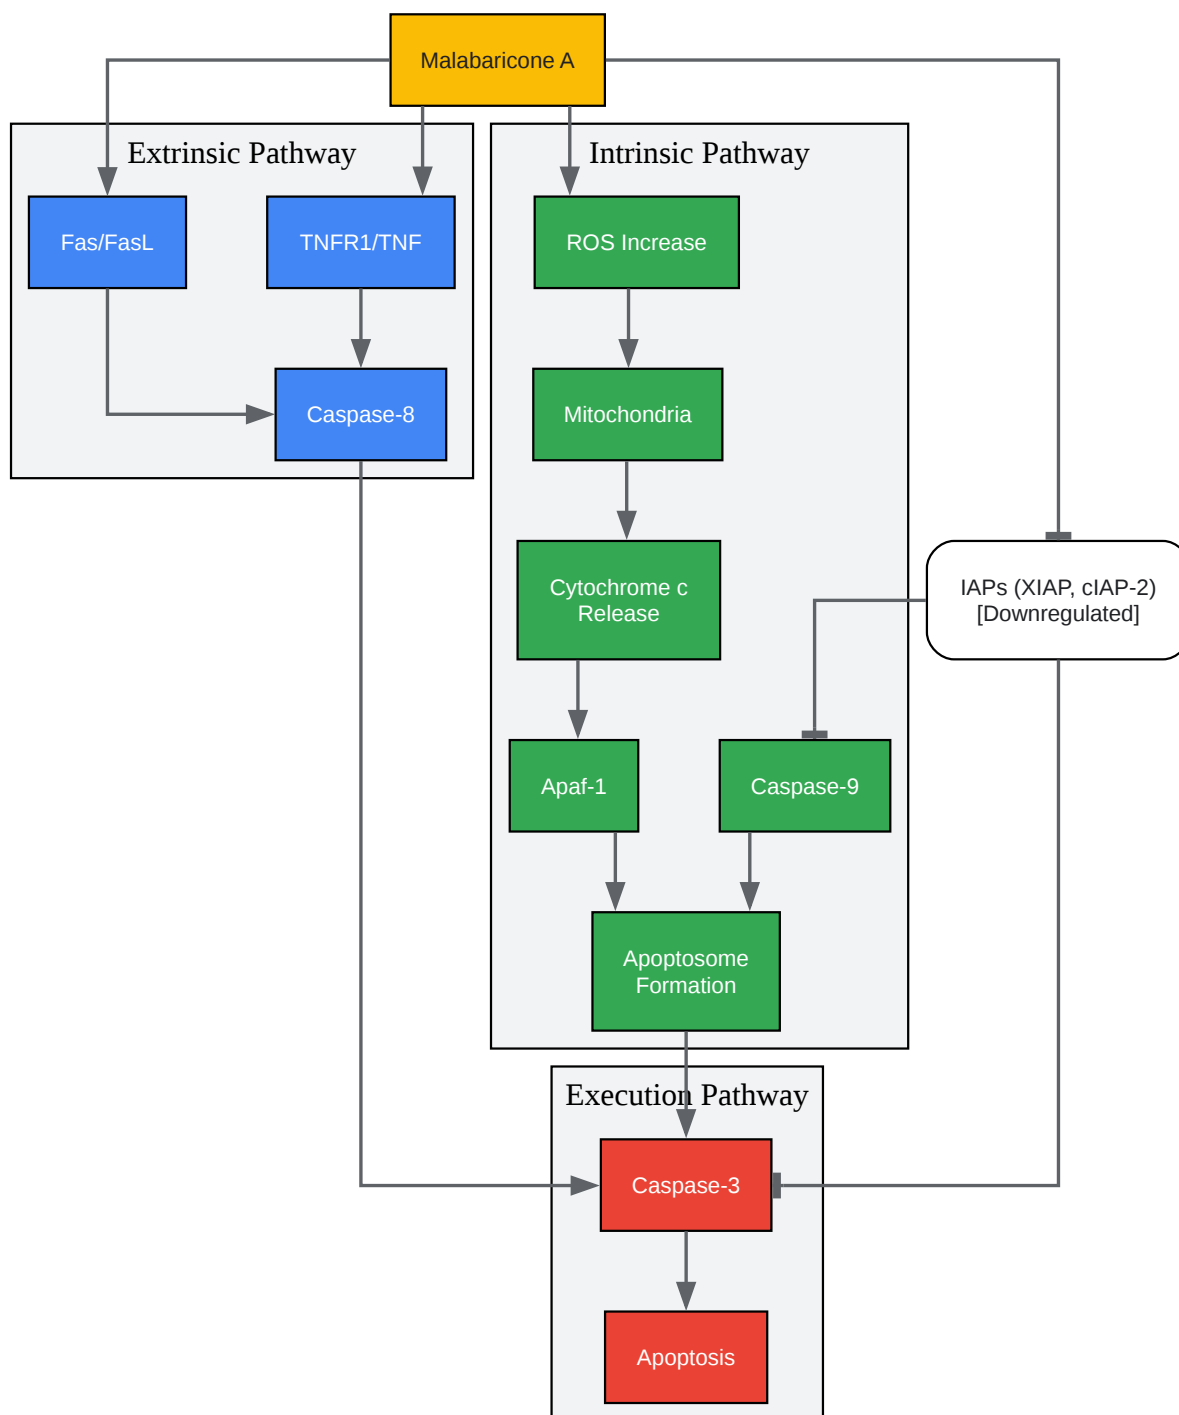 Malabaricone A
Extrinsic Pathway
Intrinsic Pathway
Fas/FasL
TNFR1/TNF
ROS Increase
Caspase-8
Mitochondria
Cytochrome c
Release
IAPs (XIAP, cIAP-2)
[Downregulated]
Apaf-1
Caspase-9
Apoptosome
Formation
Execution Pathway
Caspase-3
Apoptosis